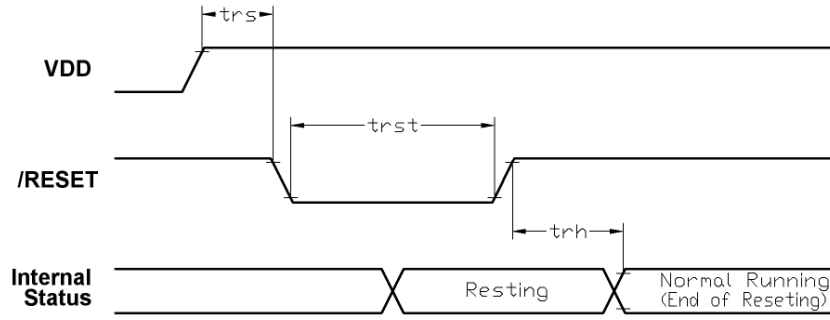 trs
VDD
trst
/RESET
trh
Internal
Status
Resting
Normal Running
(End of Reseting)